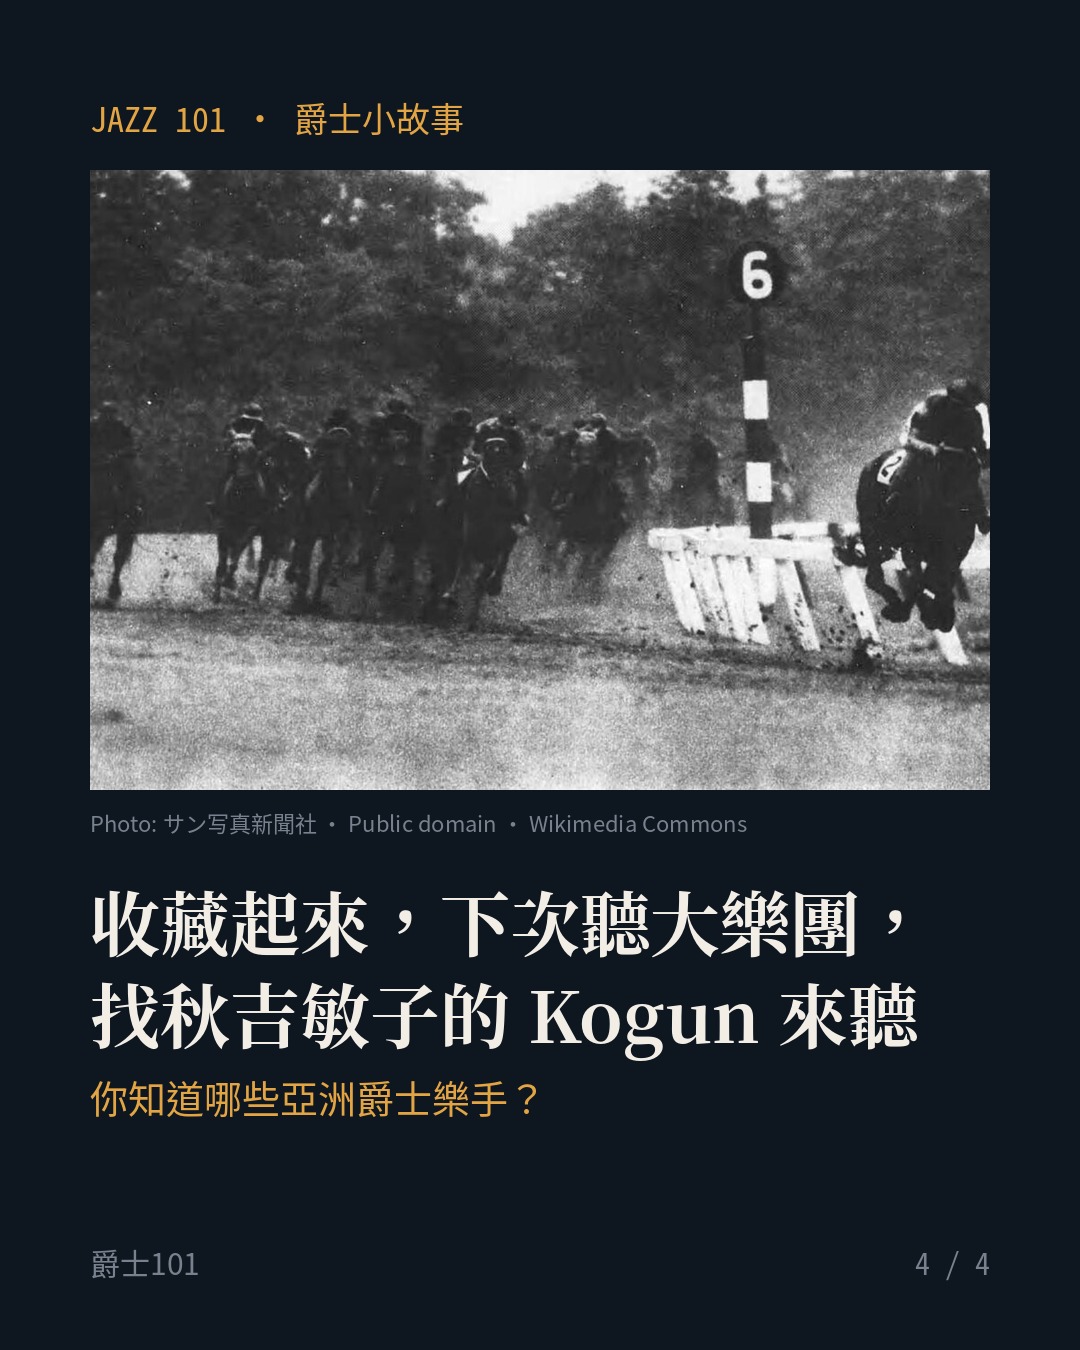 JAZZ 101 · 爵士小故事
6
2
Photo: サン写真新聞社 · Public domain · Wikimedia Commons
收藏起來，下次聽大樂團，
找秋吉敏子的 Kogun 來聽
你知道哪些亞洲爵士樂手？
爵士101
4 / 4